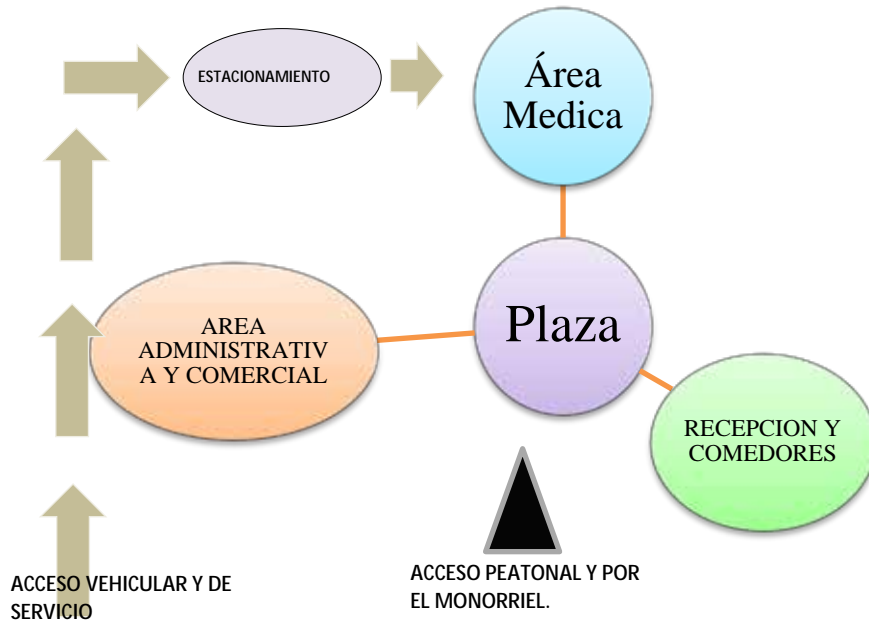 ESTACIONAMIENTO
Área
Medica
Plaza
AREA
ADMINISTRATIV
A Y COMERCIAL
RECEPCION Y
COMEDORES
ACCESO VEHICULAR Y DE
SERVICIO
ACCESO PEATONAL Y POR
EL MONORRIEL.